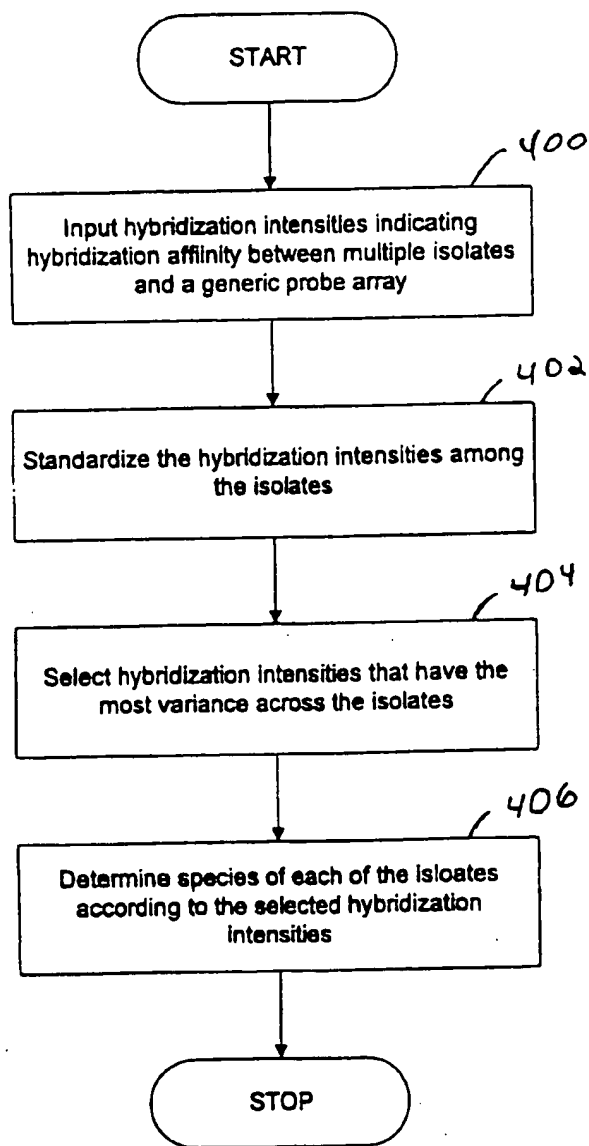 START
400
Input hybridization intensities indicating
hybridization affinity between multiple isolates
and a generic probe array
402
Standardize the hybridization intensities among
the isolates
404
Select hybridization intensities that have the
most variance across the isolates
406
Determine species of each of the isloates
according to the selected hybridization
intensities
STOP